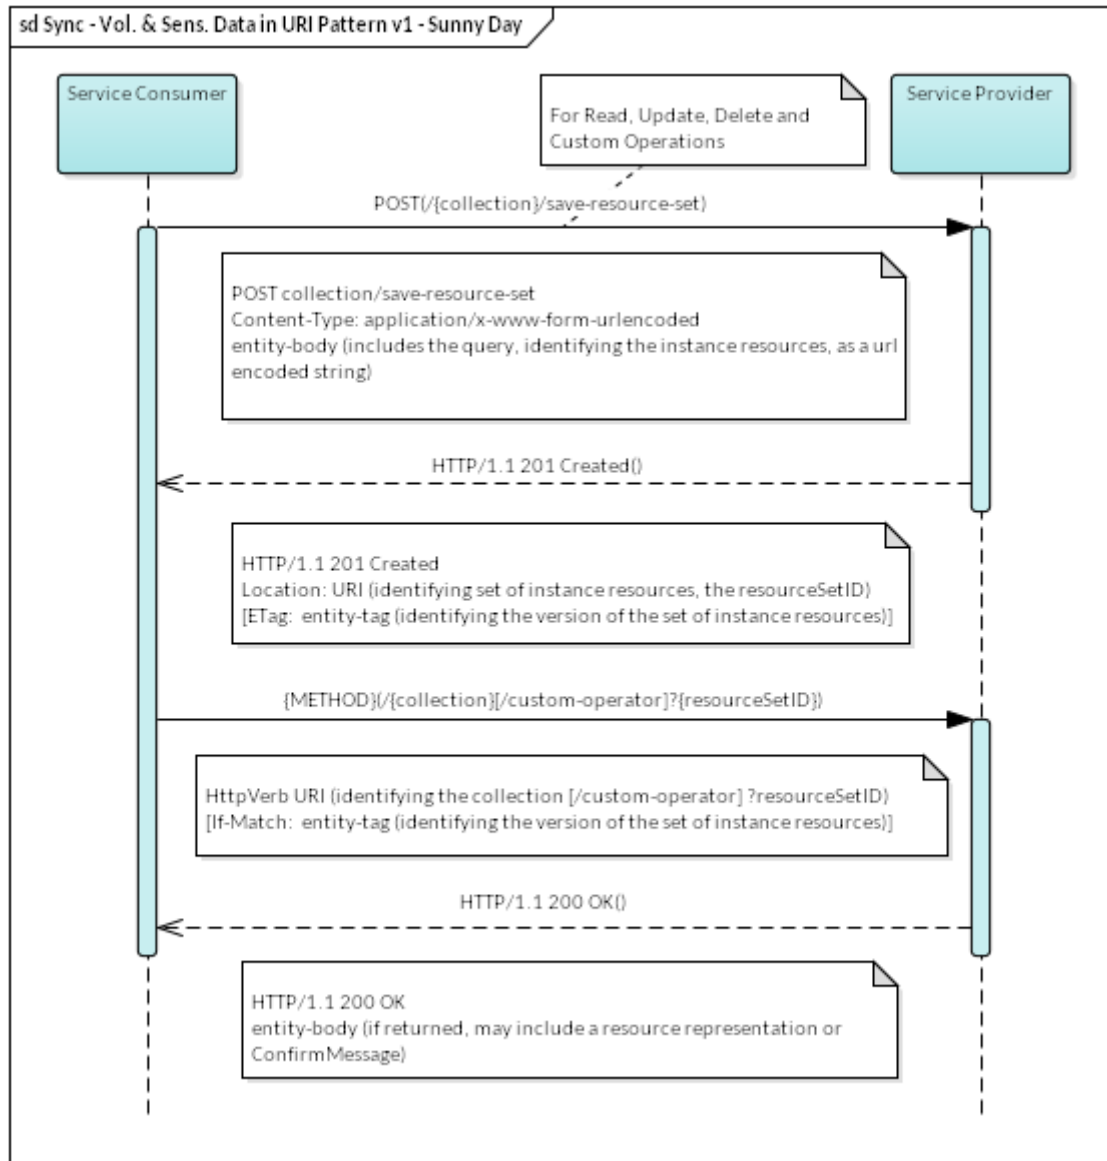 sd Sync - Vol. & Sens. Data in URI Pattern v1 - Sunny Day
Service Consumer
For Read, Update, Delete and
Custom Operations
Service Provider
POST(/{collection}/save-resource-set)
POST collection/save-resource-set
Content-Type: application/x-www-form-urlencoded
entity-body (includes the query, identifying the instance resources, as a url
encoded string)
HTTP/1.1 201 Created()
HTTP/1.1 201 Created
Location: URI (identifying set of instance resources, the resourceSetID)
[ETag:  entity-tag (identifying the version of the set of instance resources)]
{METHOD}(/{collection}[/custom-operator]?{resourceSetID})
HttpVerb URI (identifying the collection [/custom-operator] ?resourceSetID)
[If-Match:  entity-tag (identifying the version of the set of instance resources)]
HTTP/1.1 200 OK()
HTTP/1.1 200 OK
entity-body (if returned, may include a resource representation or
ConfirmMessage)